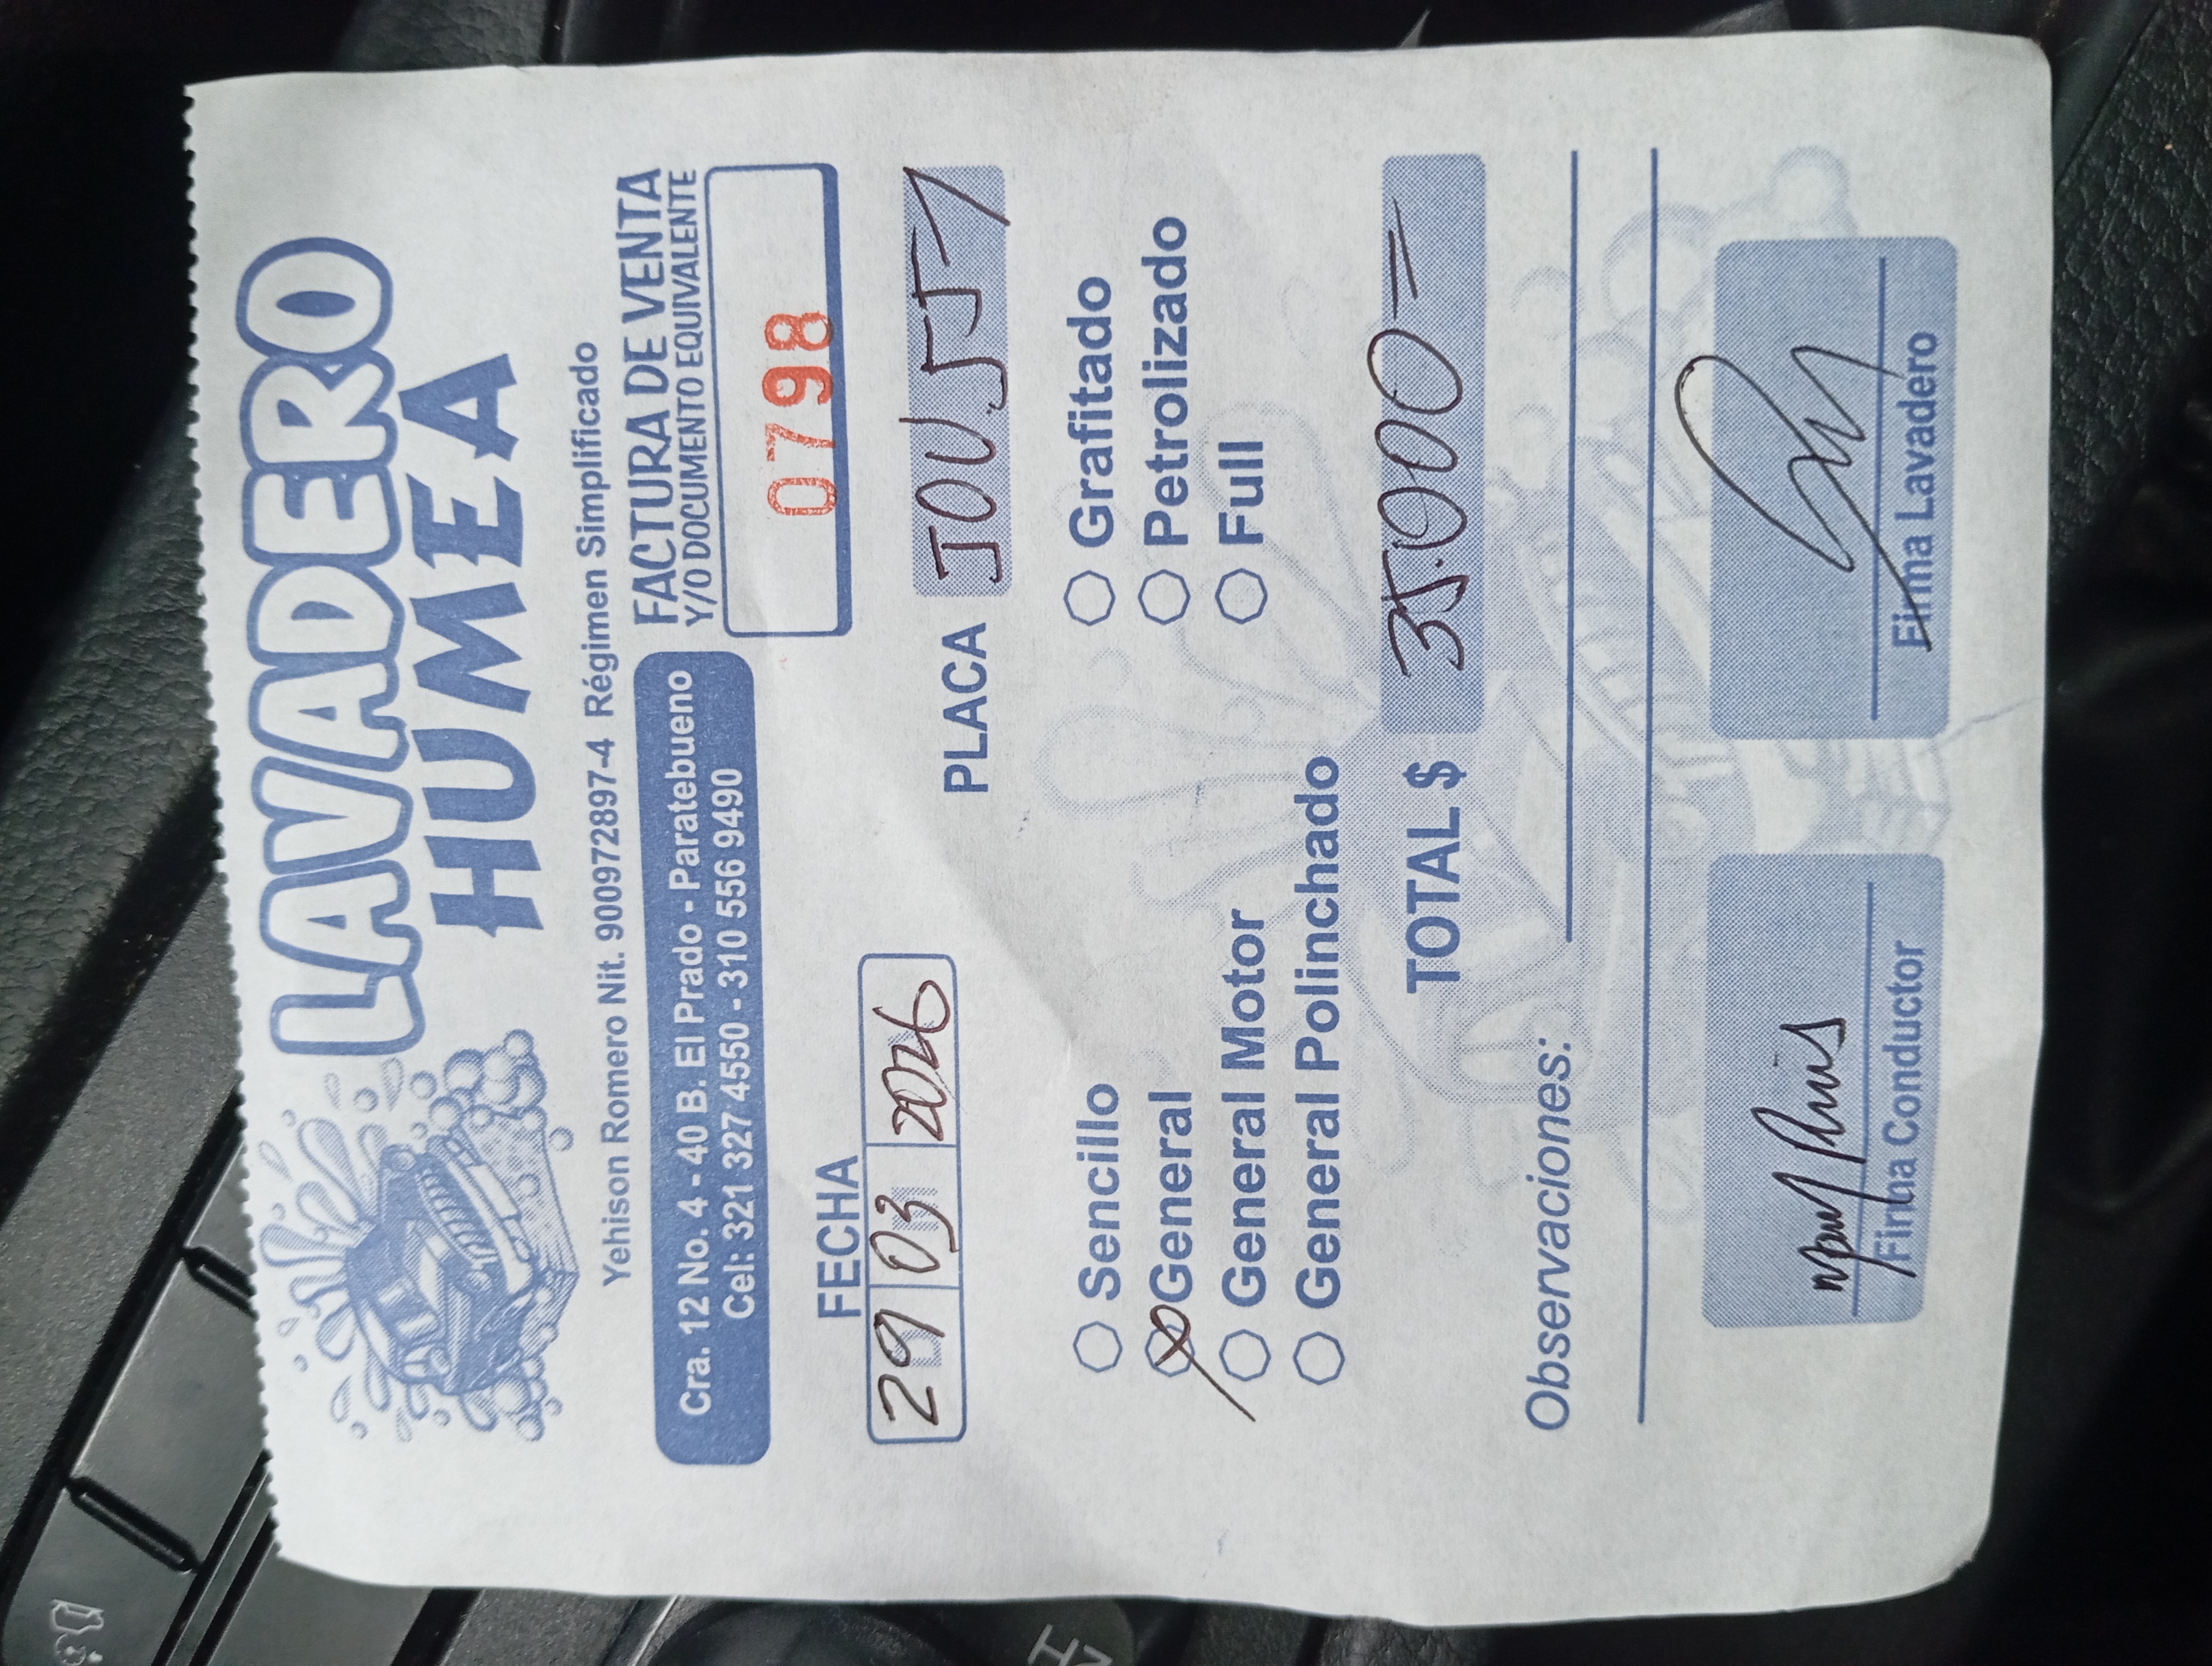 LAVADERO
HUMEA
Yehison Romero Nit. 900972897-4 Régimen Simplificado
Cra. 12 No. 4 - 40 B. El Prado - Paratebueno
Cel: 321 327 4550 - 310 556 9490
FACTURA DE VENTA
Y/O DOCUMENTO EQUIVALENTE
0798
FECHA
29 03 2026
PLACA JOU 557
Sencillo
General
General Motor
General Polinchado
Grafitado
Petrolizado
Full
TOTAL $ 35.000=
Observaciones:
Firma Conductor
Firma Lavadero